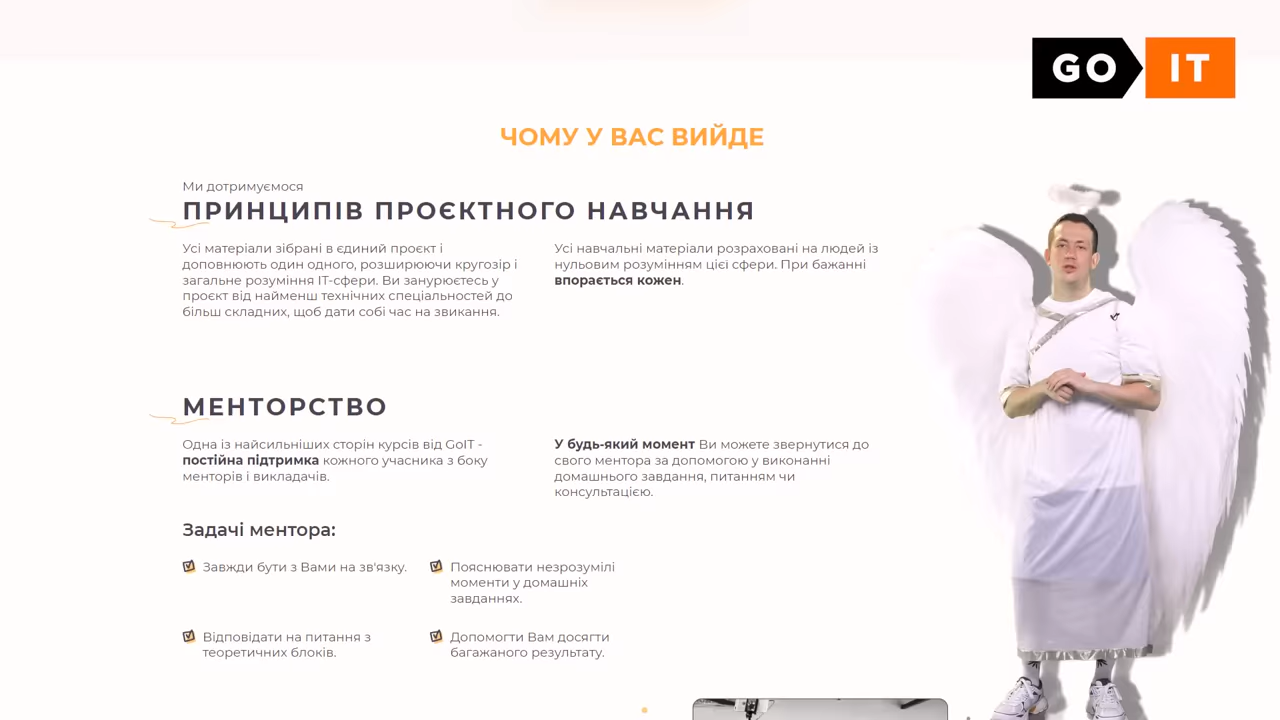 GO IT
ЧОМУ У ВАС ВИЙДЕ
Ми дотримуємося
ПРИНЦИПІВ ПРОЄКТНОГО НАВЧАННЯ
Усі матеріали зібрані в єдиний проєкт і
доповнюють один одного, разширюючи кругозір і
загальне розуміння ІТ-сфери. Ви занурюєтесь у
проєкт від найменш технічних спеціальностей до
більш складних, щоб дати собі час на звикання.
Усі навчальні матеріали розраховані на людей із
нульовим розумінням цієї сфери. При бажанні
впорається кожен.
МЕНТОРСТВО
Одна із найсильніших сторін курсів від GoIT -
постійна підтримка кожного учасника з боку
менторів і викладачів.
У будь-який момент Ви можете звернутися до
свого ментора за допомогою у виконанні
домашнього завдання, питанням чи
консультацією.
Задачі ментора:
Завжди бути з Вами на зв'язку.
Пояснювати незрозумілі
моменти у домашніх
завданнях.
Відповідати на питання з
теоретичних блоків.
Допомогти Вам досягти
багажаного результату.